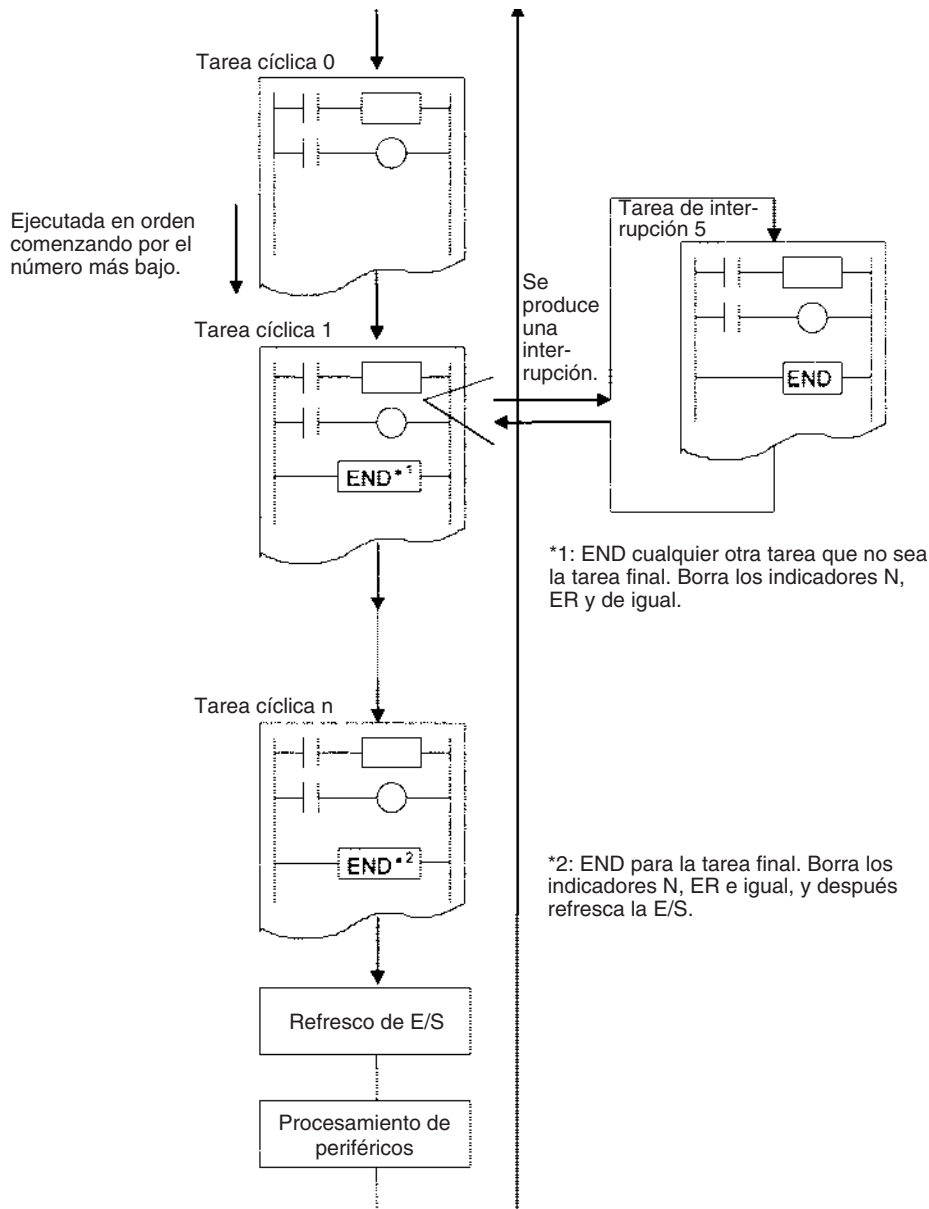 Tarea cíclica 0
Ejecutada en orden
comenzando por el
número más bajo.
Tarea de inter-
rupción 5
Se
produce
una
inter-
rupción.
END
Tarea cíclica 1
END*1
*1: END cualquier otra tarea que no sea
la tarea final. Borra los indicadores N,
ER y de igual.
Tarea cíclica n
END*2
*2: END para la tarea final. Borra los
indicadores N, ER e igual, y después
refresca la E/S.
Refresco de E/S
Procesamiento de
periféricos